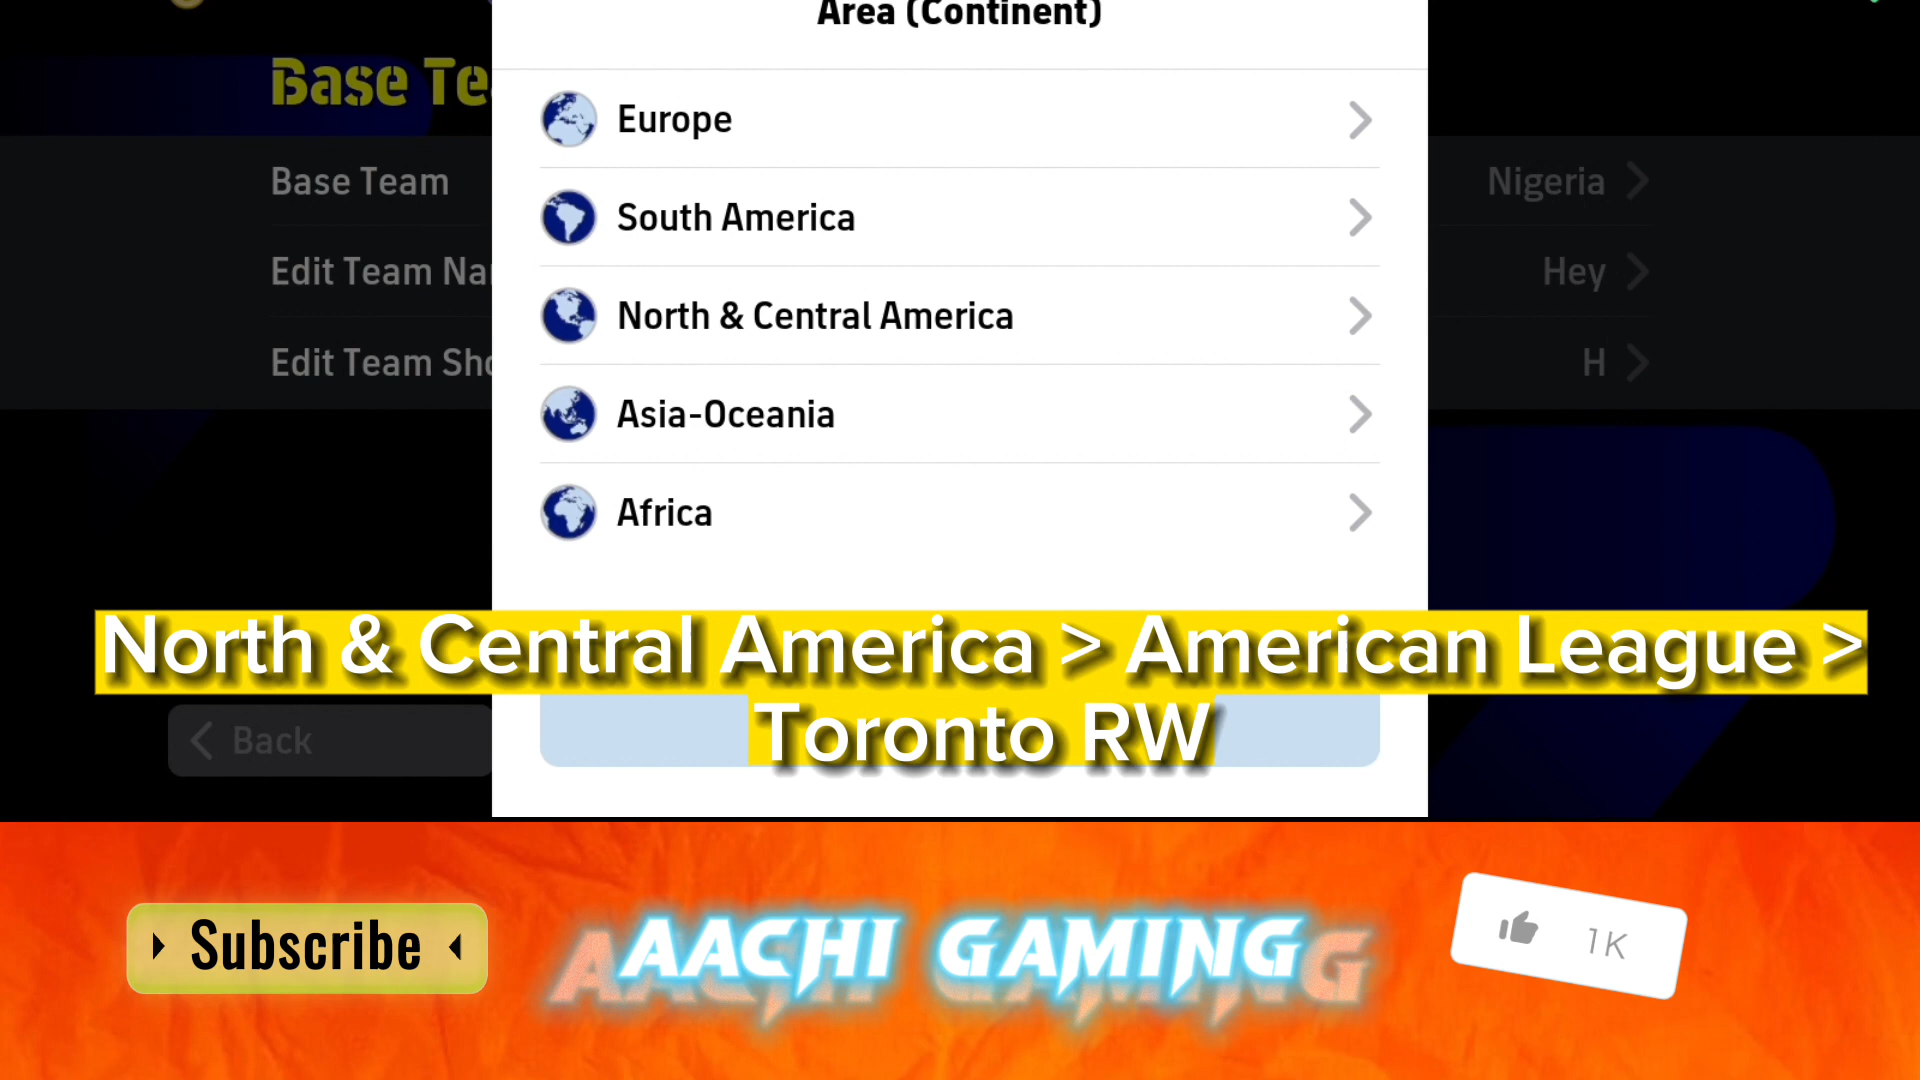 Area (Continent)
Base Te
Europe
Base Team
Nigeria
South America
Edit Team Na
Hey
North & Central America
Edit Team Sho
H
Asia-Oceania
Africa
North & Central America > American League >
Toronto RW
Back
Subscribe
AACHI GAMING
1K